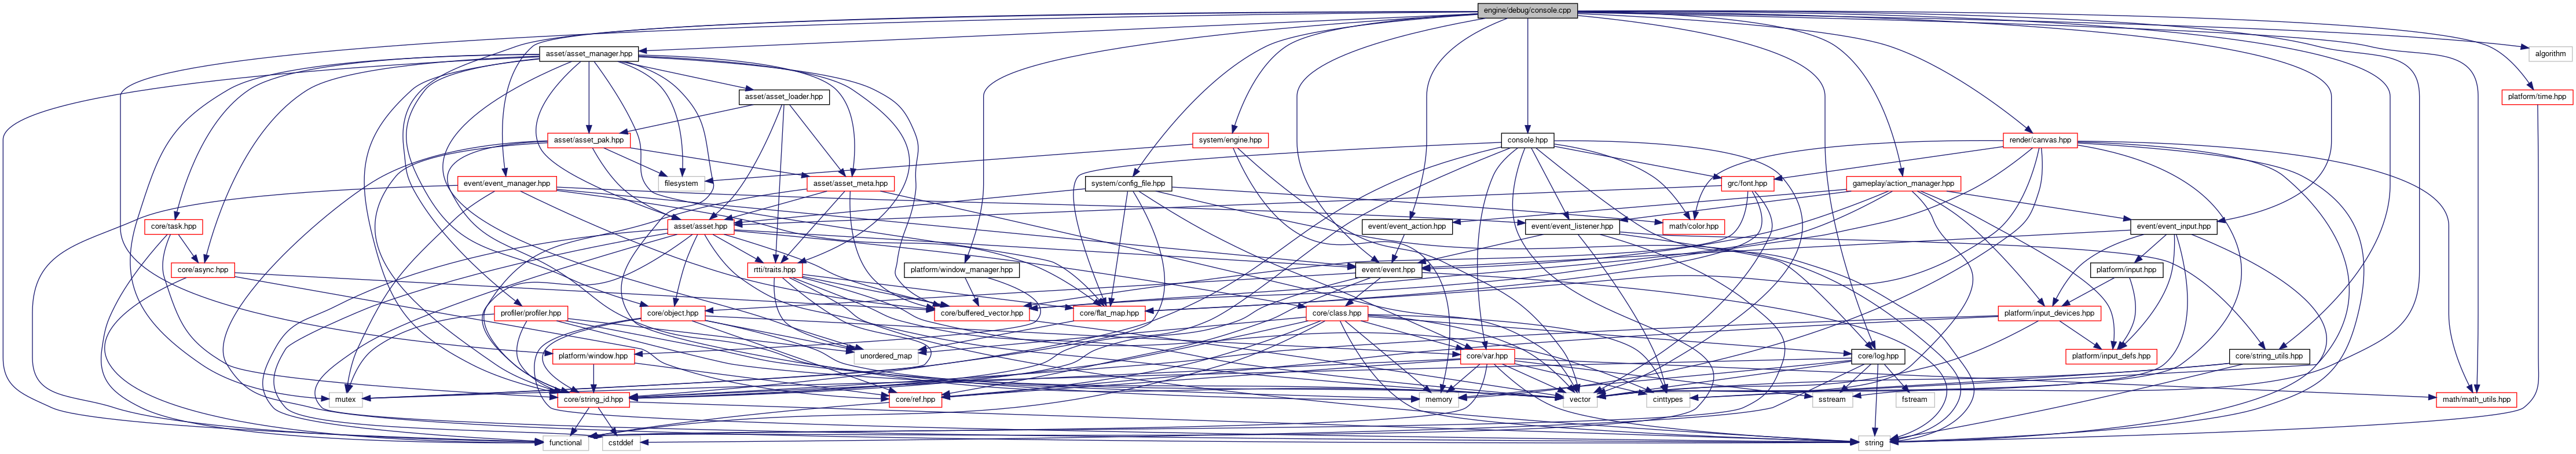 engine/debug/console.cpp
asset/asset_manager.hpp
algorithm
asset/asset_loader.hpp
platform/time.hpp
asset/asset_pak.hpp
system/engine.hpp
console.hpp
render/canvas.hpp
event/event_manager.hpp
filesystem
asset/asset_meta.hpp
system/config_file.hpp
grc/font.hpp
gameplay/action_manager.hpp
core/task.hpp
asset/asset.hpp
event/event_action.hpp
event/event_listener.hpp
math/color.hpp
event/event_input.hpp
core/async.hpp
rtti/traits.hpp
platform/window_manager.hpp
event/event.hpp
platform/input.hpp
profiler/profiler.hpp
core/object.hpp
core/buffered_vector.hpp
core/flat_map.hpp
core/class.hpp
platform/input_devices.hpp
platform/window.hpp
unordered_map
core/var.hpp
core/log.hpp
platform/input_defs.hpp
core/string_utils.hpp
mutex
core/string_id.hpp
core/ref.hpp
memory
vector
cinttypes
sstream
fstream
math/math_utils.hpp
functional
cstddef
string